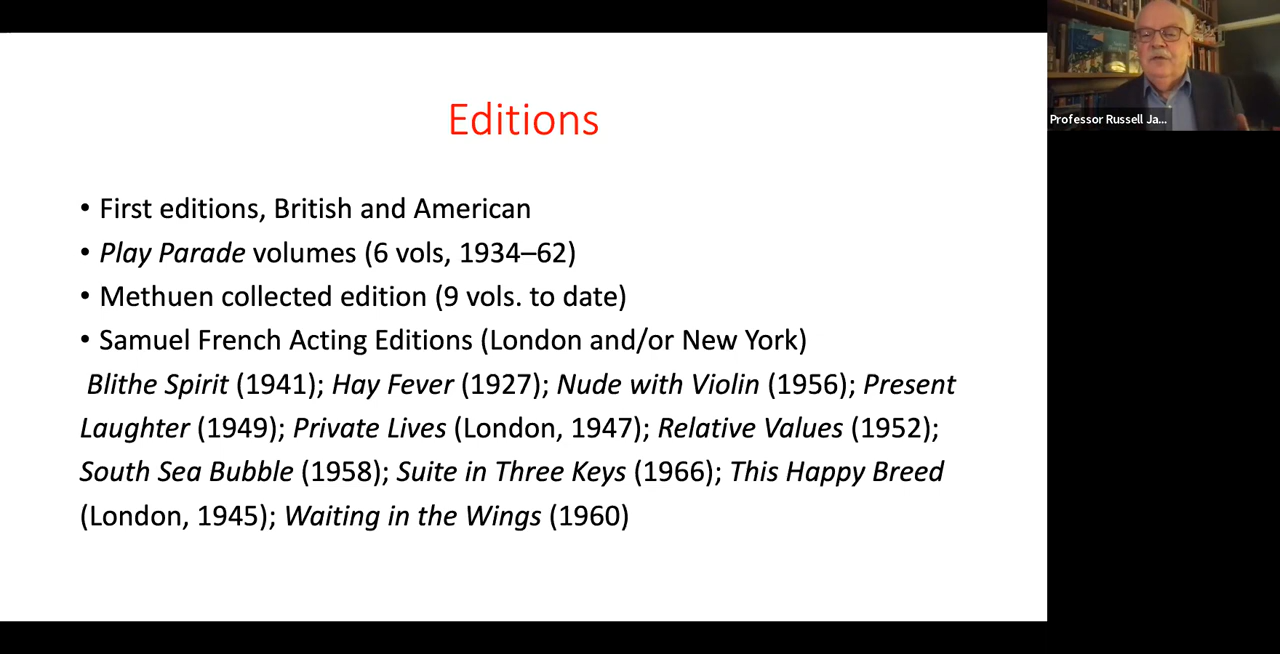 Editions
• First editions, British and American
• Play Parade volumes (6 vols, 1934–62)
• Methuen collected edition (9 vols. to date)
• Samuel French Acting Editions (London and/or New York)
Blithe Spirit (1941); Hay Fever (1927); Nude with Violin (1956); Present
Laughter (1949); Private Lives (London, 1947); Relative Values (1952);
South Sea Bubble (1958); Suite in Three Keys (1966); This Happy Breed
(London, 1945); Waiting in the Wings (1960)
Professor Russell Ja...